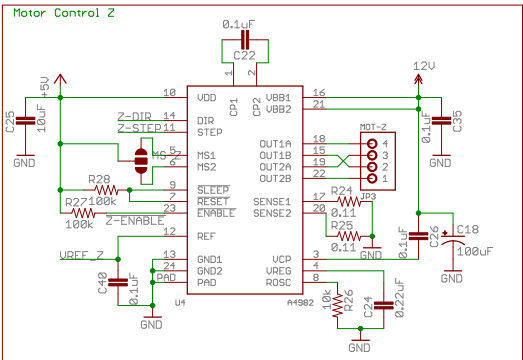 Motor Control Z
0.1uF
C22
+5V
12V
C25
10uF
GND
10 VDD
1 CP1
2 CP2
VBB1 16
VBB2 21
0.1uF
C35
GND
Z-DIR 14 DIR
Z-STEP 11 STEP
MS_Z
5 MS1
6 MS2
OUT1A 18
OUT1B 15
OUT2A 19
OUT2B 22
MOT-Z
4
3
2
1
JP3
R28
100k
9 SLEEP
7 RESET
R27
100k
Z-ENABLE 23 ENABLE
SENSE1 17 R24
0.11
SENSE2 20
R25
0.11
GND
12 REF
VREF_Z
C40
0.1uF
13 GND1
24 GND2
PAD PAD
GND
VCP 3
VREG 4
ROSC 8
U4
A4982
0.1uF
C26
C18
+
100uF
GND
10k
R26
C24
0.22uF
GND